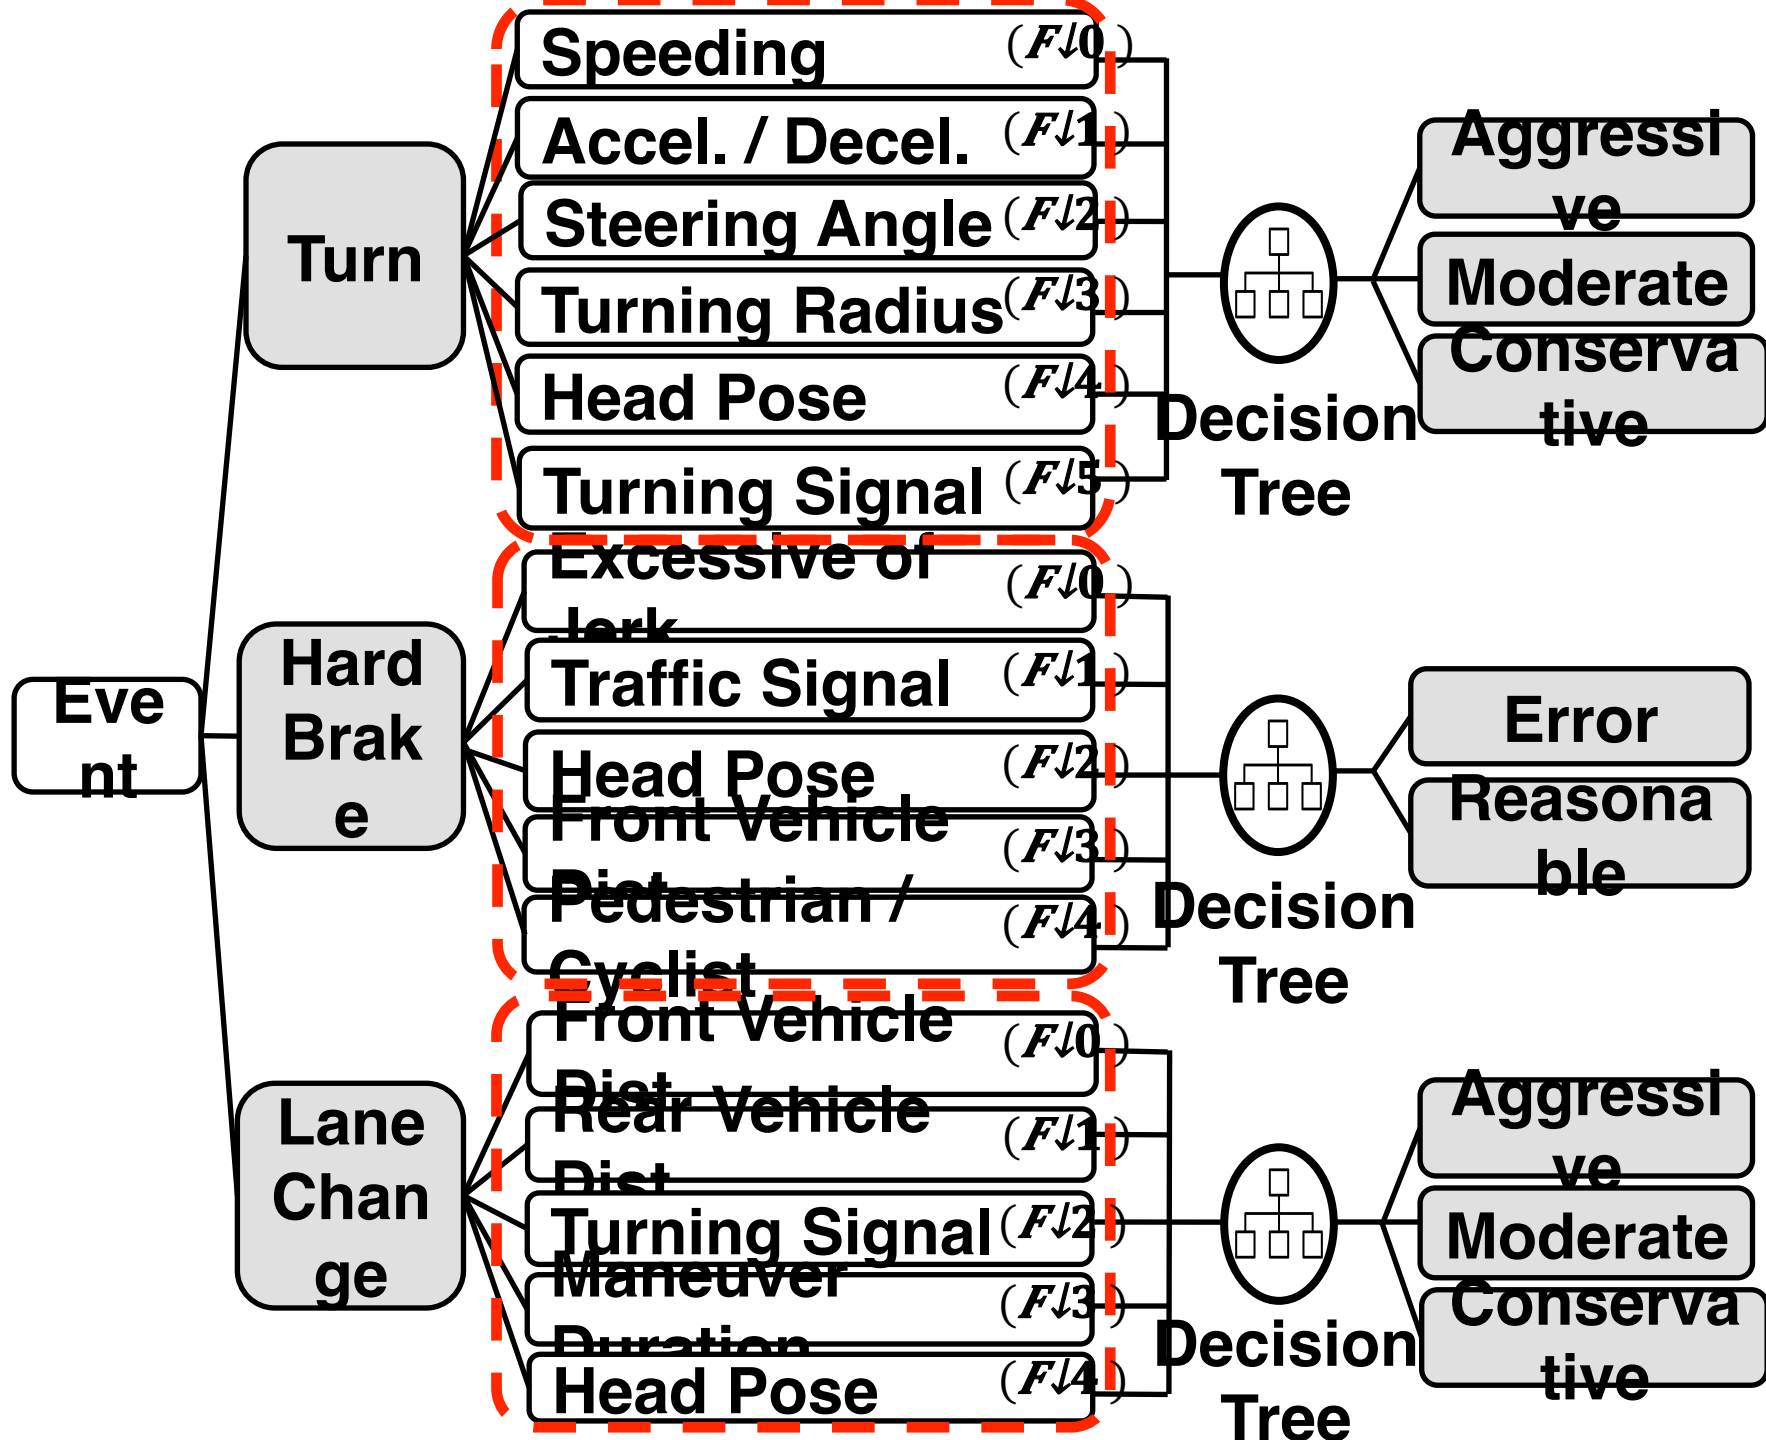 Speeding (F↓0)
Accel. / Decel. (F↓1)
Steering Angle (F↓2)
Turning Radius (F↓3)
Head Pose (F↓4)
Turning Signal (F↓5)
Turn
Decision
Tree
Aggressi
ve
Moderate
Conserva
tive
Eve
nt
Hard
Brak
e
Excessive of
Jerk
(F↓0)
Traffic Signal (F↓1)
Head Pose (F↓2)
Front Vehicle
Dist
(F↓3)
Pedestrian /
Cyclist
(F↓4)
Decision
Tree
Error
Reasona
ble
Lane
Chan
ge
Front Vehicle
Dist
(F↓0)
Rear Vehicle
Dist
(F↓1)
Turning Signal (F↓2)
Maneuver
Duration
(F↓3)
Head Pose (F↓4)
Decision
Tree
Aggressi
ve
Moderate
Conserva
tive